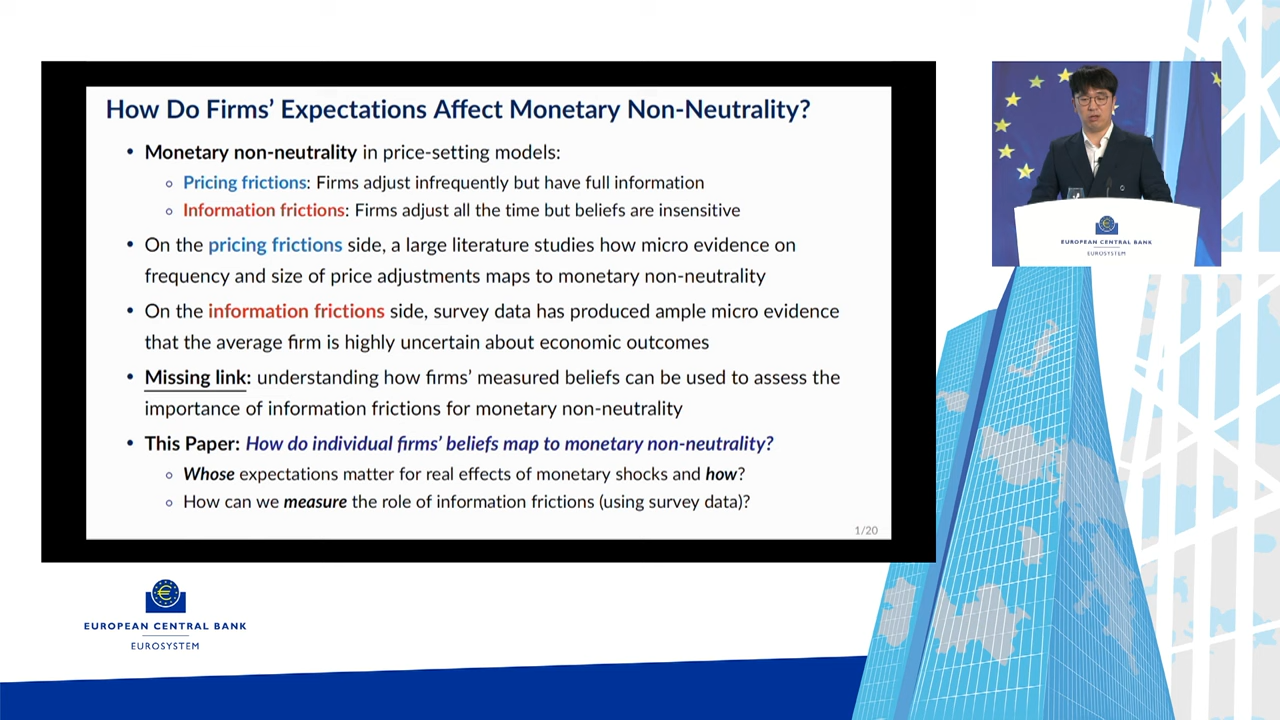 How Do Firms’ Expectations Affect Monetary Non-Neutrality?
• Monetary non-neutrality in price-setting models:
◦ Pricing frictions: Firms adjust infrequently but have full information
◦ Information frictions: Firms adjust all the time but beliefs are insensitive
• On the pricing frictions side, a large literature studies how micro evidence on
frequency and size of price adjustments maps to monetary non-neutrality
• On the information frictions side, survey data has produced ample micro evidence
that the average firm is highly uncertain about economic outcomes
• Missing link: understanding how firms’ measured beliefs can be used to assess the
importance of information frictions for monetary non-neutrality
• This Paper: How do individual firms’ beliefs map to monetary non-neutrality?
◦ Whose expectations matter for real effects of monetary shocks and how?
◦ How can we measure the role of information frictions (using survey data)?
1/20
EUROPEAN CENTRAL BANK
EUROSYSTEM
EUROPEAN CENTRAL BANK
EUROSYSTEM